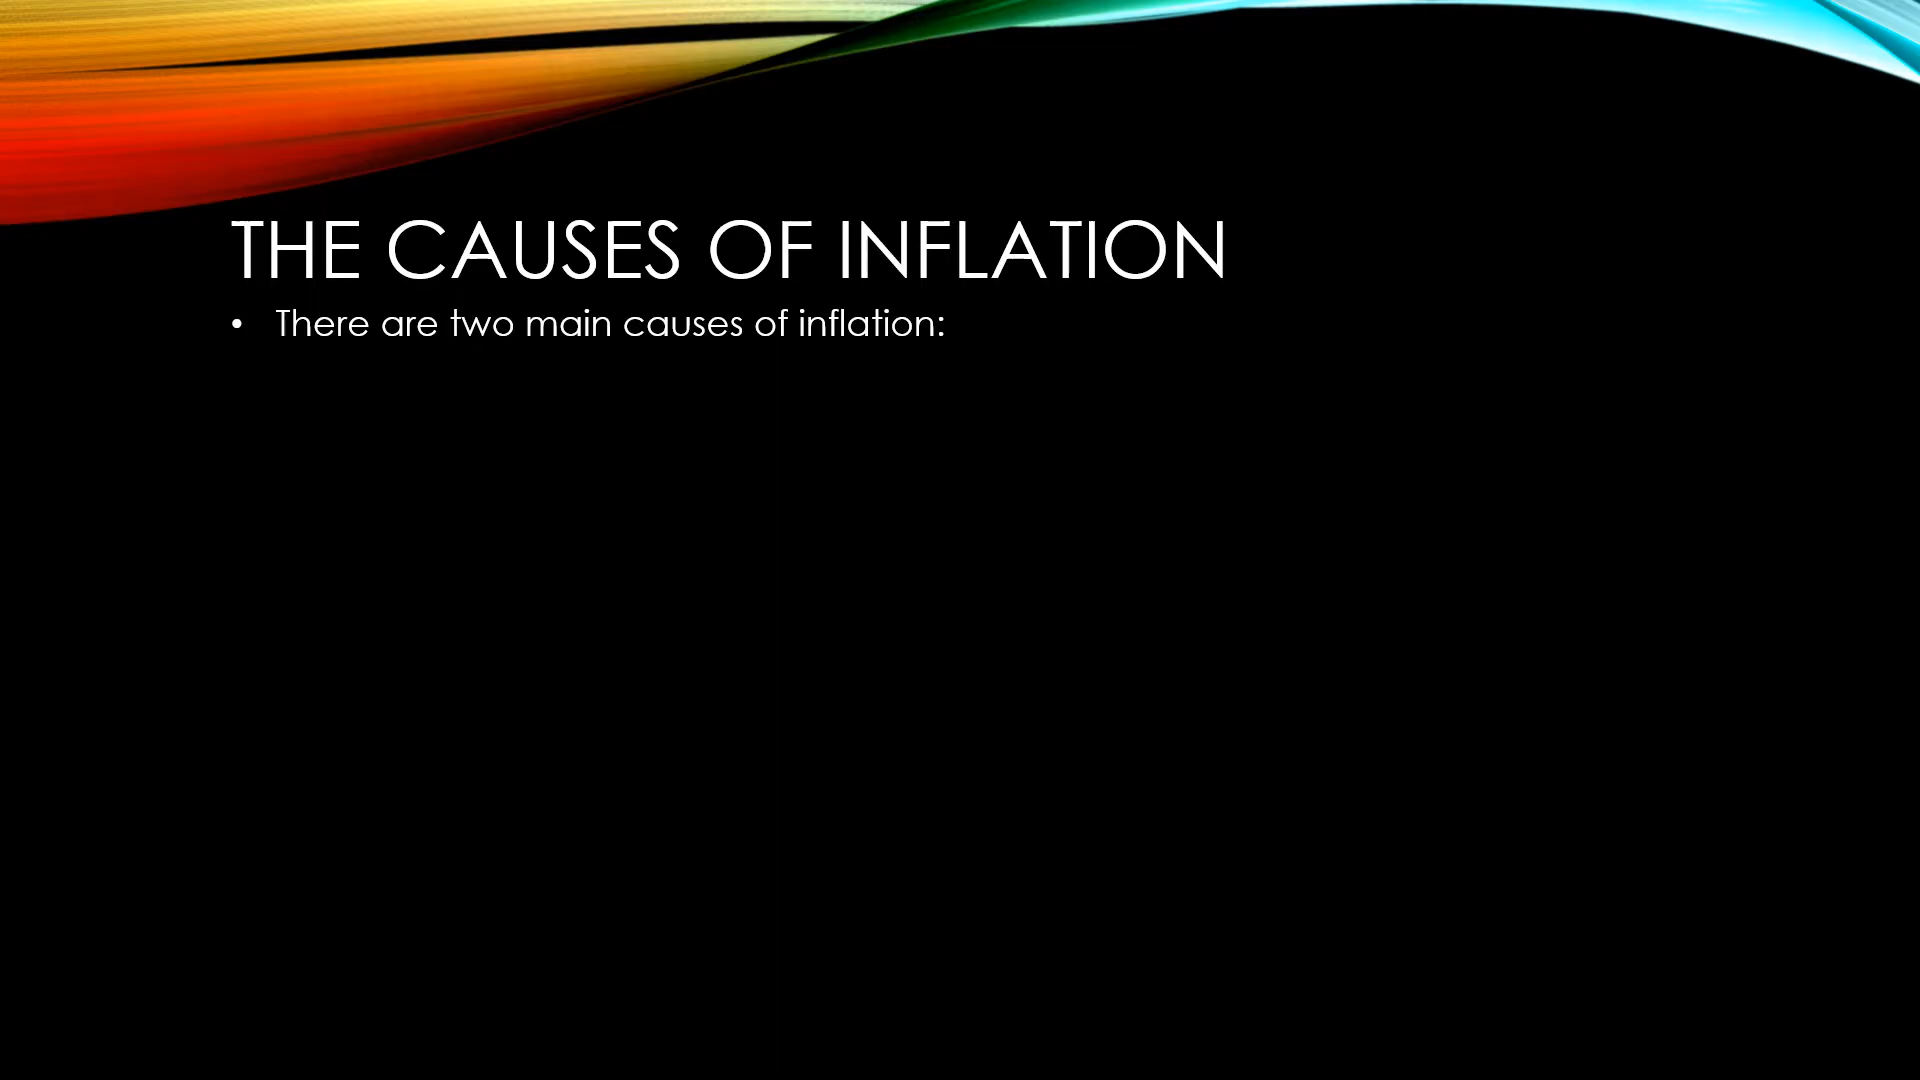 THE CAUSES OF INFLATION
• There are two main causes of inflation: